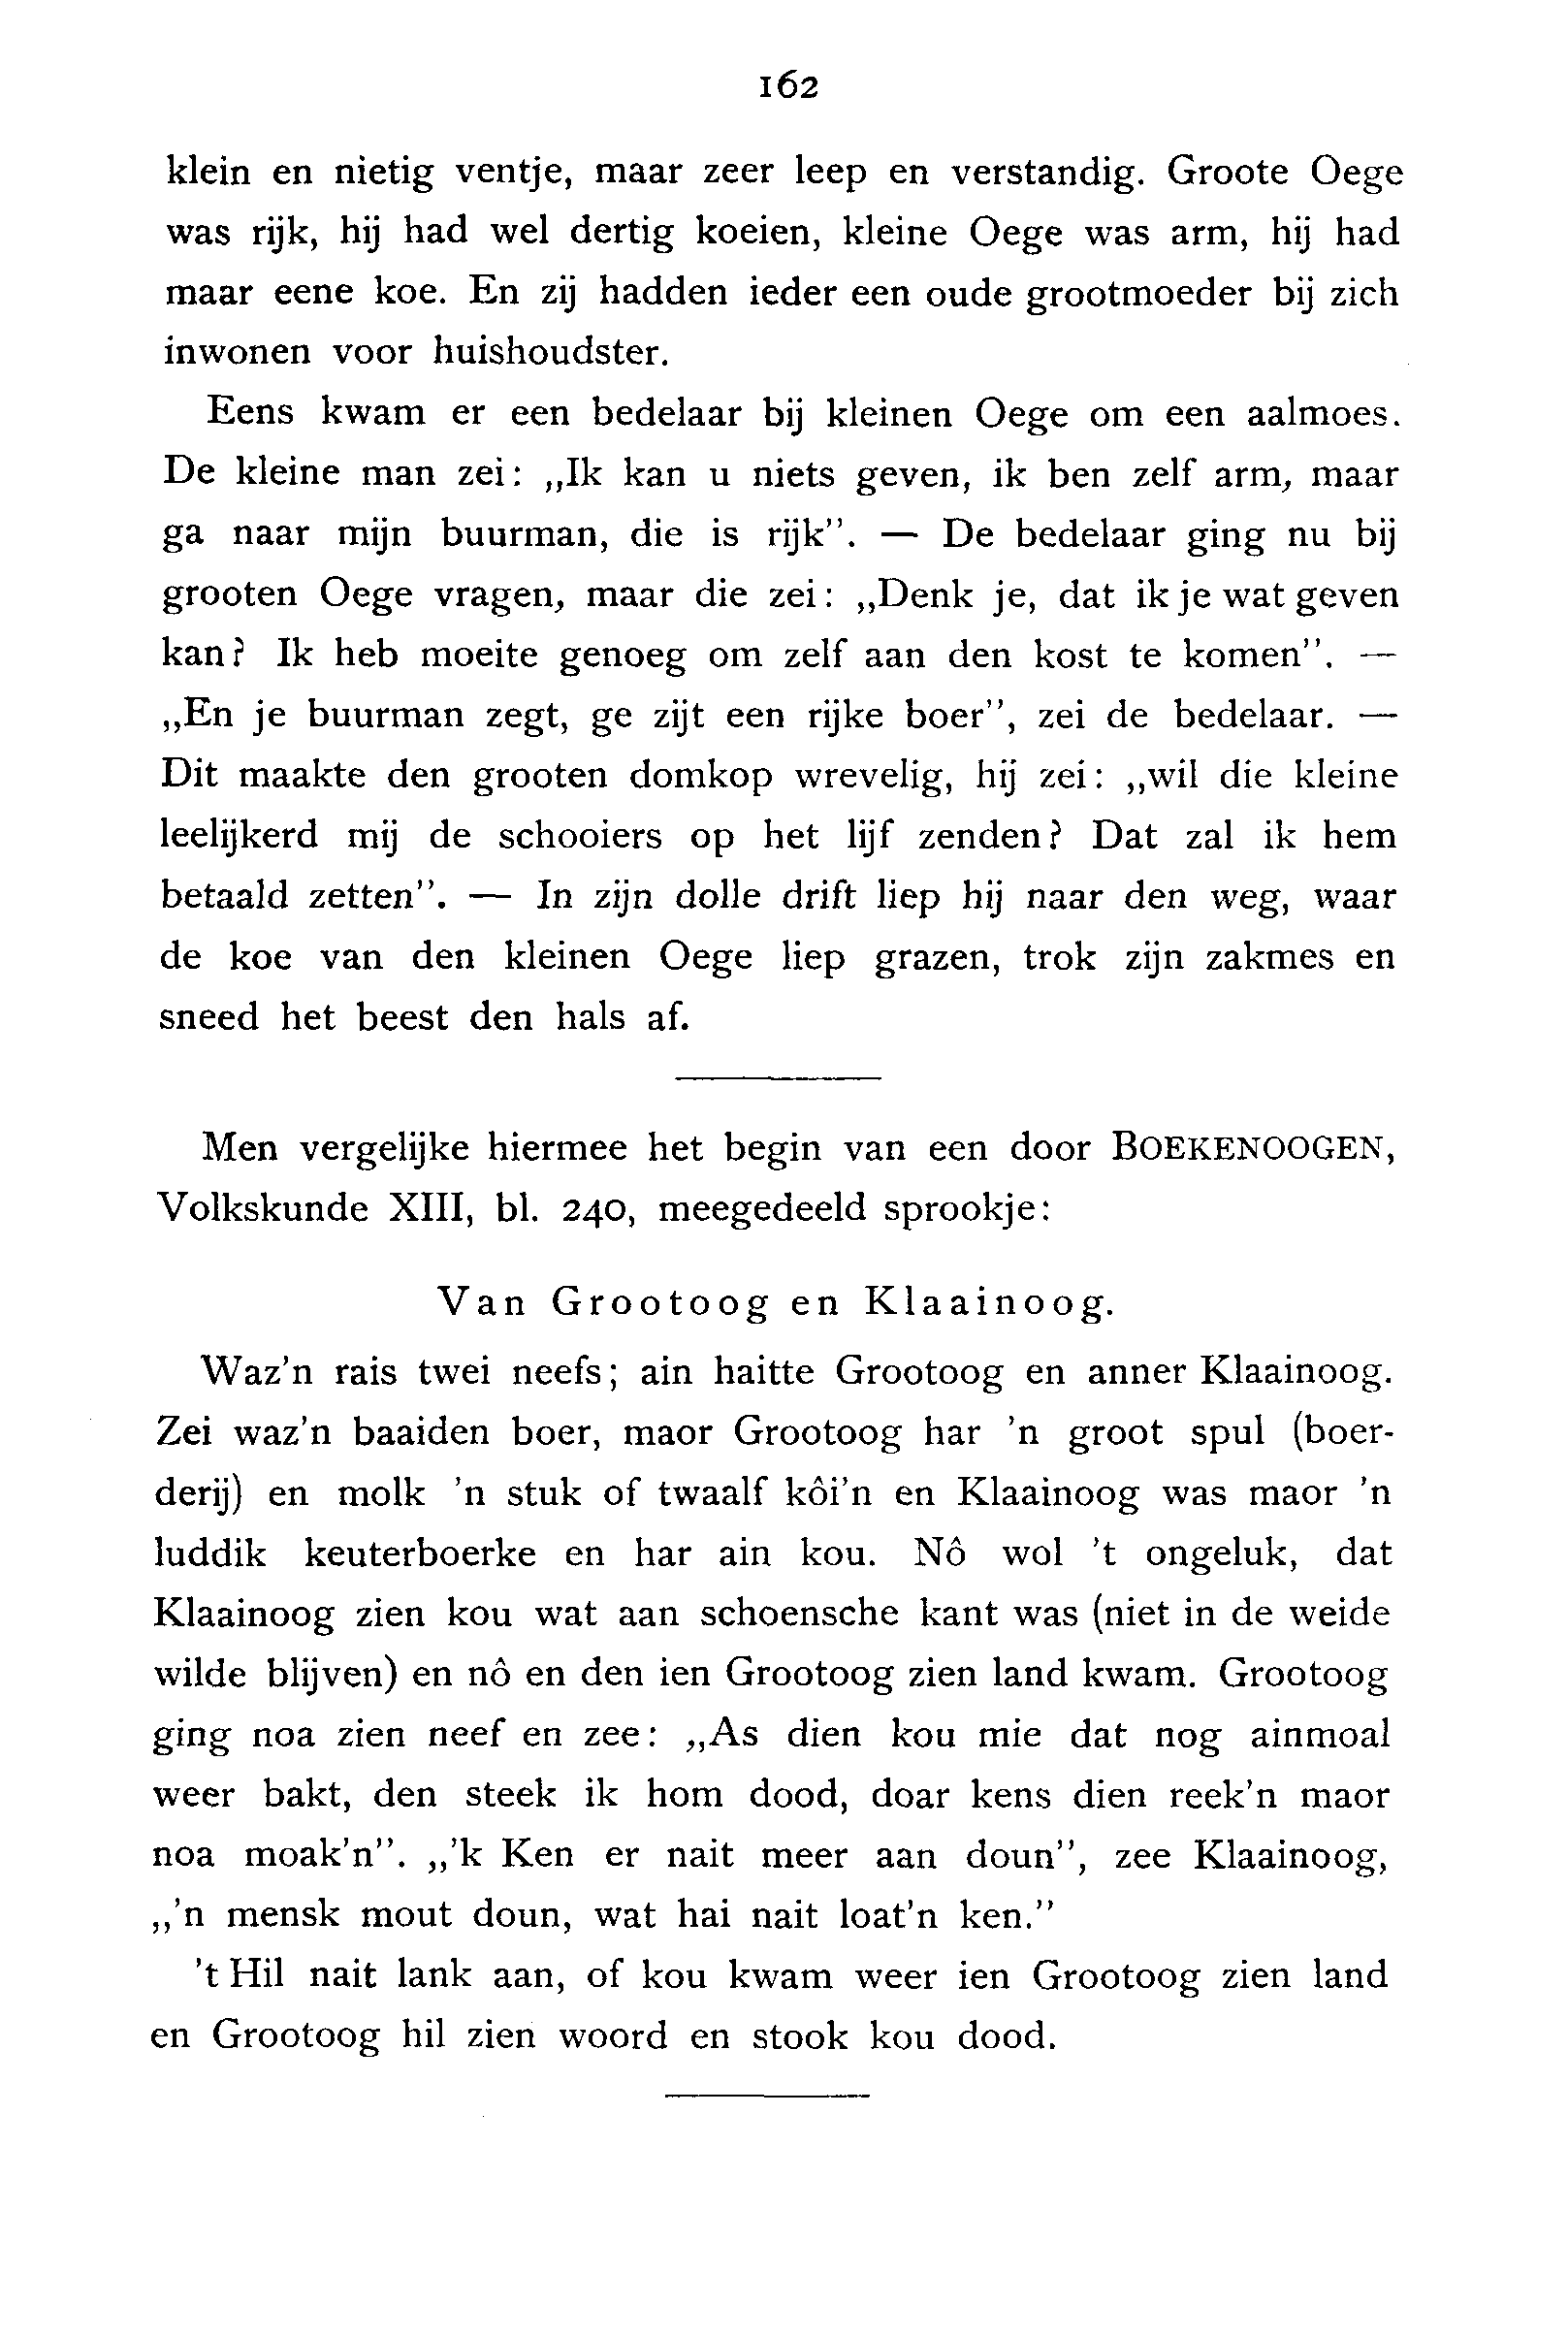 162
klein en nietig ventje, maar zeer leep en verstandig. Groote Oege
was rijk, hij had wel dertig koeien, kleine Oege was arm, hij had
maar eene koe. En zij hadden ieder een oude grootmoeder bij zich
inwonen voor huishoudster.
Eens kwam er een bedelaar bij kleinen Oege om een aalmoes.
De kleine man zei: „Ik kan u niets geven, ik ben zelf arm, maar
ga naar mijn buurman, die is rijk”. — De bedelaar ging nu bij
grooten Oege vragen, maar die zei: „Denk je, dat ik je wat geven
kan? Ik heb moeite genoeg om zelf aan den kost te komen”. —
„En je buurman zegt, ge zijt een rijke boer”, zei de bedelaar. —
Dit maakte den grooten domkop wrevelig, hij zei: „wil die kleine
leelijkerd mij de schooiers op het lijf zenden? Dat zal ik hem
betaald zetten”. — In zijn dolle drift liep hij naar den weg, waar
de koe van den kleinen Oege liep grazen, trok zijn zakmes en
sneed het beest den hals af.
Men vergelijke hiermee het begin van een door BOEKENOOGEN,
Volkskunde XIII, bl. 240, meegedeeld sprookje:
Van Grootoog en Klaainoog.
Waz'n rais twei neefs; ain haitte Grootoog en anner Klaainoog.
Zei waz'n baaiden boer, maor Grootoog har 'n groot spul (boer-
derij) en molk 'n stuk of twaalf kôi'n en Klaainoog was maor 'n
luddik keuterboerke en har ain kou. Nô wol 't ongeluk, dat
Klaainoog zien kou wat aan schoensche kant was (niet in de weide
wilde blijven) en nô en den ien Grootoog zien land kwam. Grootoog
ging noa zien neef en zee: „As dien kou mie dat nog ainmoal
weer bakt, den steek ik hom dood, doar kens dien reek'n maor
noa moak'n”. „'k Ken er nait meer aan doun”, zee Klaainoog,
„'n mensk mout doun, wat hai nait loat'n ken.”
't Hil nait lank aan, of kou kwam weer ien Grootoog zien land
en Grootoog hil zien woord en stook kou dood.